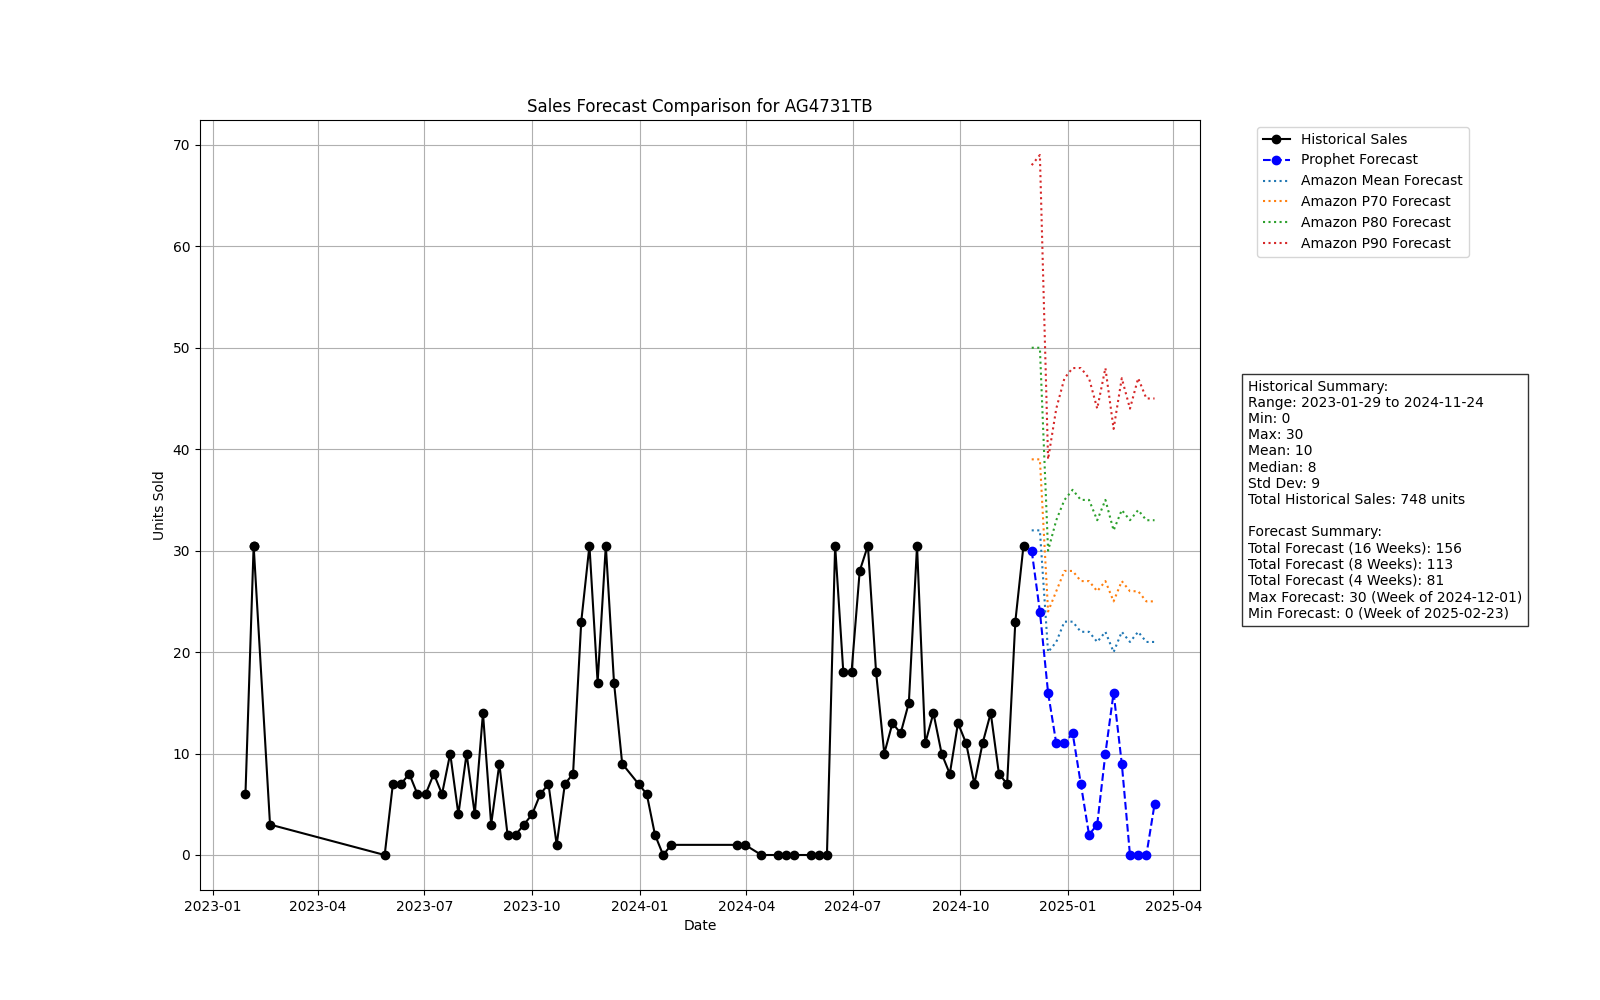 Sales Forecast Comparison for AG4731TB
70
60
50
40
30
20
10
0
Units Sold
2023-01
2023-04
2023-07
2023-10
2024-01
2024-04
2024-07
2024-10
2025-01
2025-04
Date
Historical Sales
Prophet Forecast
Amazon Mean Forecast
Amazon P70 Forecast
Amazon P80 Forecast
Amazon P90 Forecast
Historical Summary:
Range: 2023-01-29 to 2024-11-24
Min: 0
Max: 30
Mean: 10
Median: 8
Std Dev: 9
Total Historical Sales: 748 units
Forecast Summary:
Total Forecast (16 Weeks): 156
Total Forecast (8 Weeks): 113
Total Forecast (4 Weeks): 81
Max Forecast: 30 (Week of 2024-12-01)
Min Forecast: 0 (Week of 2025-02-23)